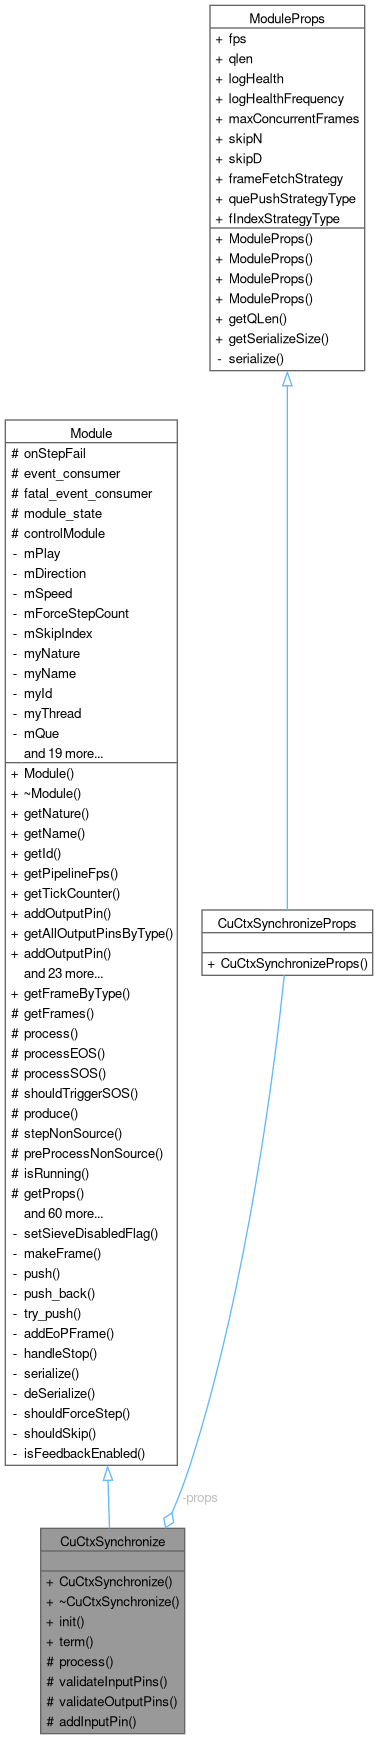 ModuleProps
+ fps
+ qlen
+ logHealth
+ logHealthFrequency
+ maxConcurrentFrames
+ skipN
+ skipD
+ frameFetchStrategy
+ quePushStrategyType
+ fIndexStrategyType
+ ModuleProps()
+ ModuleProps()
+ ModuleProps()
+ ModuleProps()
+ getQLen()
+ getSerializeSize()
- serialize()
Module
# onStepFail
# event_consumer
# fatal_event_consumer
# module_state
# controlModule
- mPlay
- mDirection
- mSpeed
- mForceStepCount
- mSkipIndex
- myNature
- myName
- myId
- myThread
- mQue
and 19 more...
+ Module()
+ ~Module()
+ getNature()
+ getName()
+ getId()
+ getPipelineFps()
+ getTickCounter()
+ addOutputPin()
+ getAllOutputPinsByType()
+ addOutputPin()
and 23 more...
+ getFrameByType()
# getFrames()
# process()
# processEOS()
# processSOS()
# shouldTriggerSOS()
# produce()
# stepNonSource()
# preProcessNonSource()
# isRunning()
# getProps()
and 60 more...
- setSieveDisabledFlag()
- makeFrame()
- push()
- push_back()
- try_push()
- addEoPFrame()
- handleStop()
- serialize()
- deSerialize()
- shouldForceStep()
- shouldSkip()
- isFeedbackEnabled()
CuCtxSynchronizeProps
+ CuCtxSynchronizeProps()
-props
CuCtxSynchronize
+ CuCtxSynchronize()
+ ~CuCtxSynchronize()
+ init()
+ term()
# process()
# validateInputPins()
# validateOutputPins()
# addInputPin()